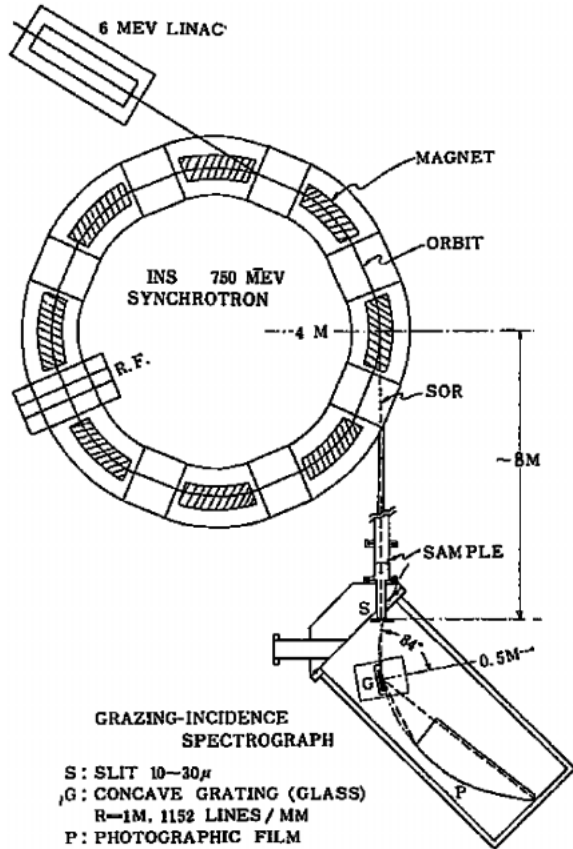 6 MEV LINAC
MAGNET
ORBIT
INS 750 MEV
SYNCHROTRON
4 M
R.F.
SOR
~8M
SAMPLE
S
84°
0.5M
G
P
GRAZING-INCIDENCE
SPECTROGRAPH
S: SLIT 10~30μ
G: CONCAVE GRATING (GLASS)
R=1M, 1152 LINES/MM
P: PHOTOGRAPHIC FILM